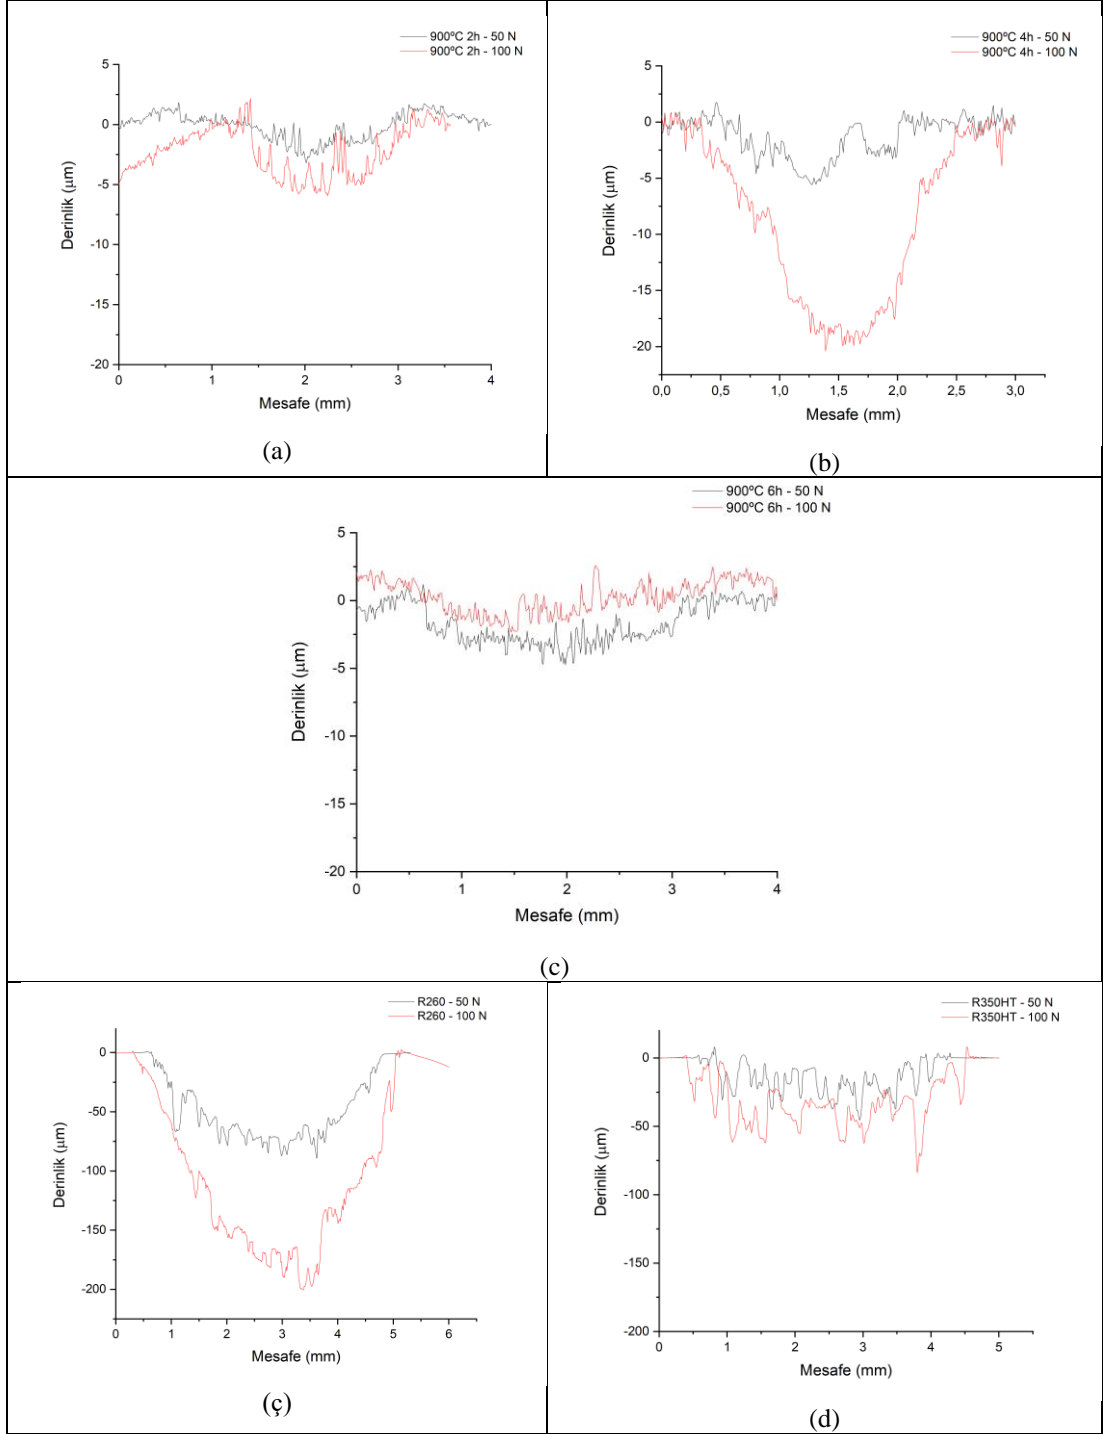 900ºC 2h - 50 N
900ºC 2h - 100 N
5
0
-5
-10
-15
-20
Derinlik (µm)
0 1 2 3 4
Mesafe (mm)
(a)
900ºC 4h - 50 N
900ºC 4h - 100 N
5
0
-5
-10
-15
-20
Derinlik (µm)
0,0 0,5 1,0 1,5 2,0 2,5 3,0
Mesafe (mm)
(b)
900ºC 6h - 50 N
900ºC 6h - 100 N
5
0
-5
-10
-15
-20
Derinlik (µm)
0 1 2 3 4
Mesafe (mm)
(c)
R260 - 50 N
R260 - 100 N
0
-50
-100
-150
-200
Derinlik (µm)
0 1 2 3 4 5 6
Mesafe (mm)
(ç)
R350HT - 50 N
R350HT - 100 N
0
-50
-100
-150
-200
Derinlik (µm)
0 1 2 3 4 5
Mesafe (mm)
(d)